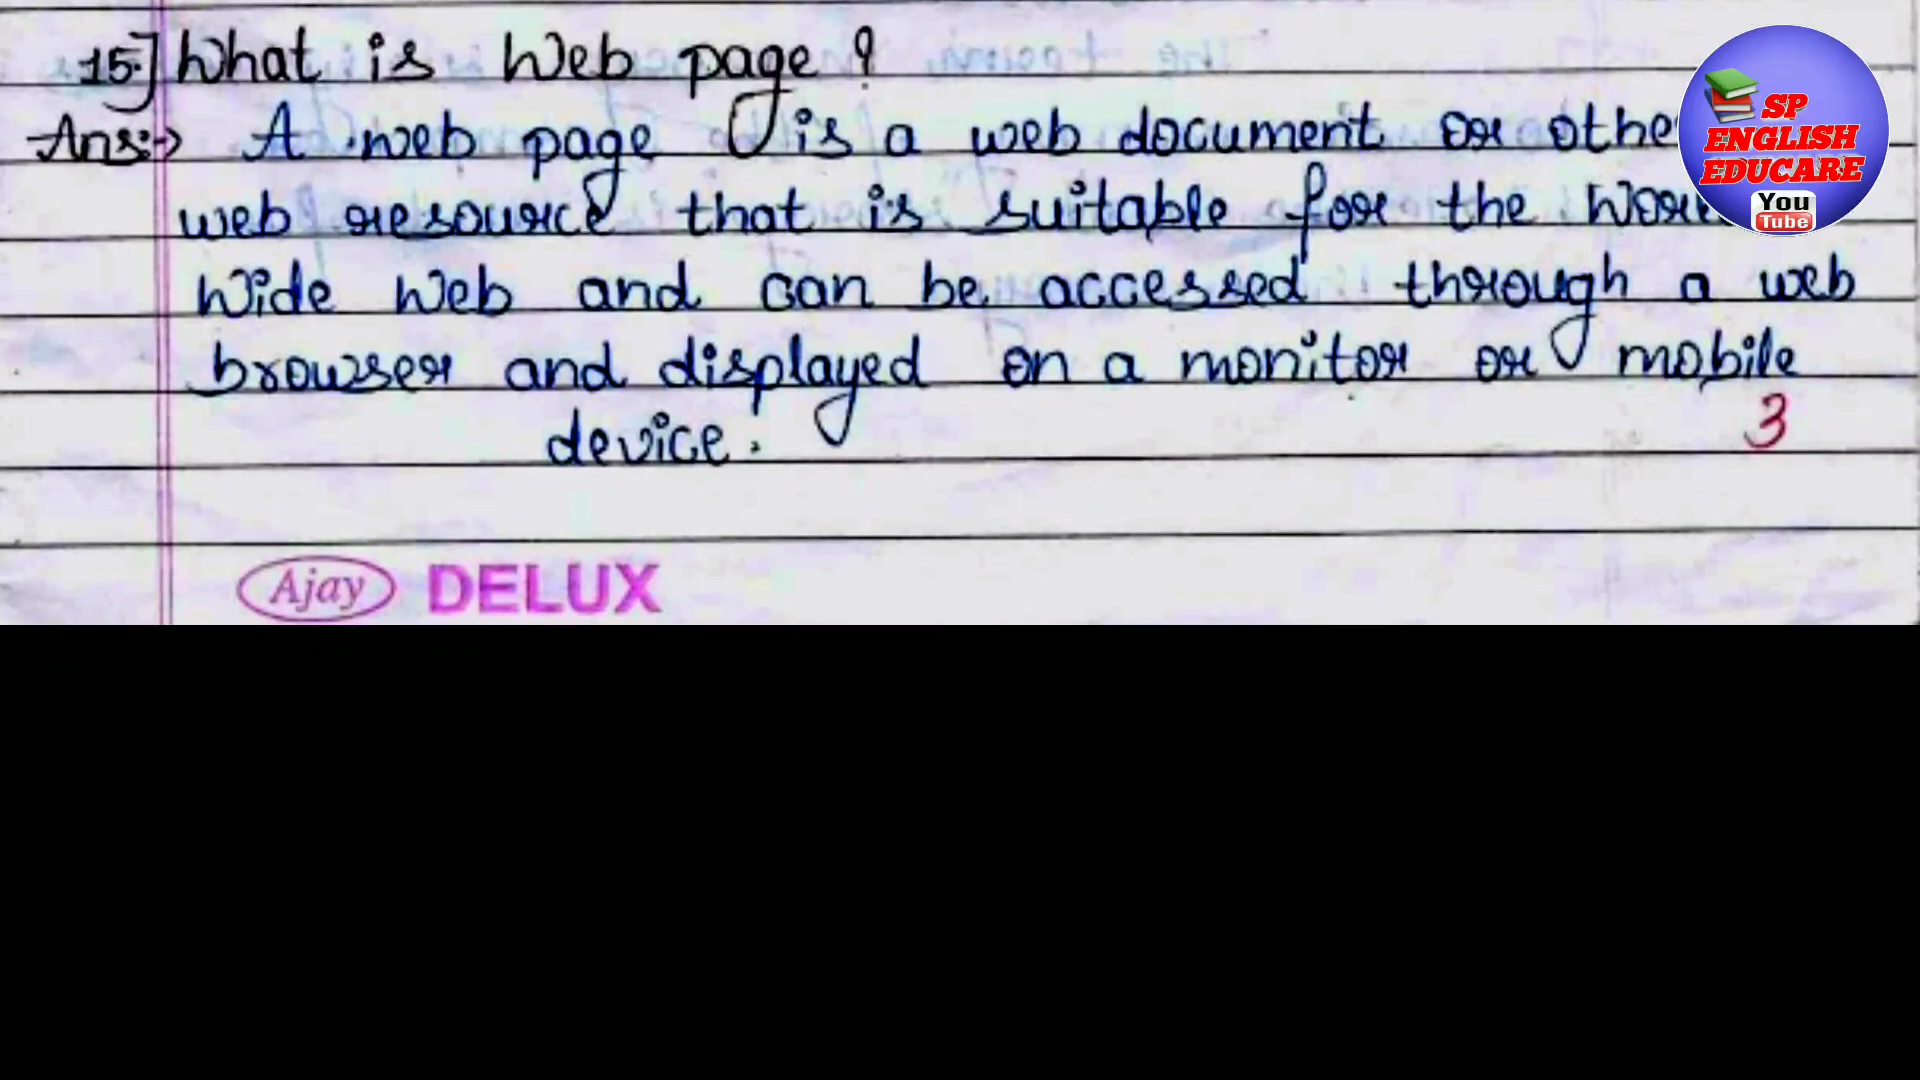 15.] What is Web page?
Ans:-> A web page is a web document or othe
web resource that is suitable for the Worl
Wide Web and can be accessed through a web
browser and displayed on a monitor or mobile
device.
3
Ajay DELUX
SP
ENGLISH
EDUCARE
You
Tube